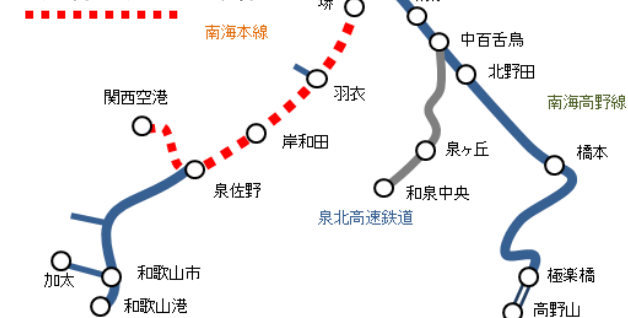 堺
南海本線
中百舌鳥
北野田
羽衣
関西空港
南海高野線
岸和田
泉ヶ丘
橋本
泉佐野
和泉中央
泉北高速鉄道
和歌山市
加太
極楽橋
和歌山港
高野山